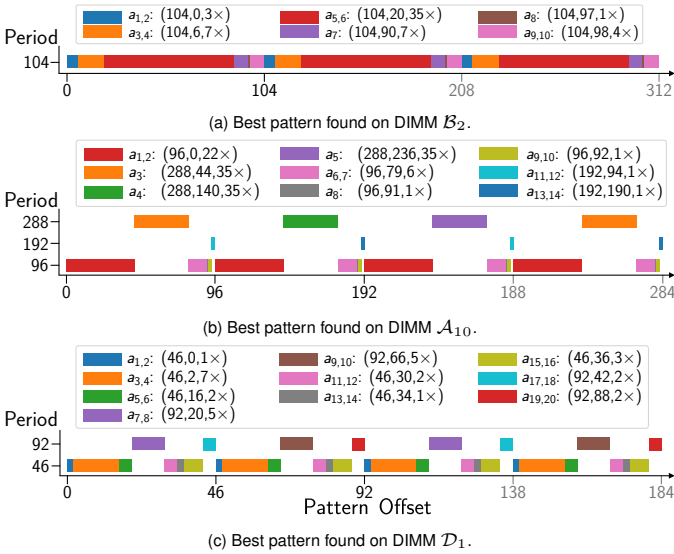 a1,2: (104,0,3×) a5,6: (104,20,35×) a8: (104,97,1×)
a3,4: (104,6,7×) a7: (104,90,7×) a9,10: (104,98,4×)
Period
104
0 104 208 312
(a) Best pattern found on DIMM B2.
a1,2: (96,0,22×) a5: (288,236,35×) a9,10: (96,92,1×)
a3: (288,44,35×) a6,7: (96,79,6×) a11,12: (192,94,1×)
a4: (288,140,35×) a8: (96,91,1×) a13,14: (192,190,1×)
Period
288
192
96
0 96 192 188 284
(b) Best pattern found on DIMM A10.
a1,2: (46,0,1×) a9,10: (92,66,5×) a15,16: (46,36,3×)
a3,4: (46,2,7×) a11,12: (46,30,2×) a17,18: (92,42,2×)
a5,6: (46,16,2×) a13,14: (46,34,1×) a19,20: (92,88,2×)
a7,8: (92,20,5×)
Period
92
46
0 46 92 138 184
Pattern Offset
(c) Best pattern found on DIMM D1.